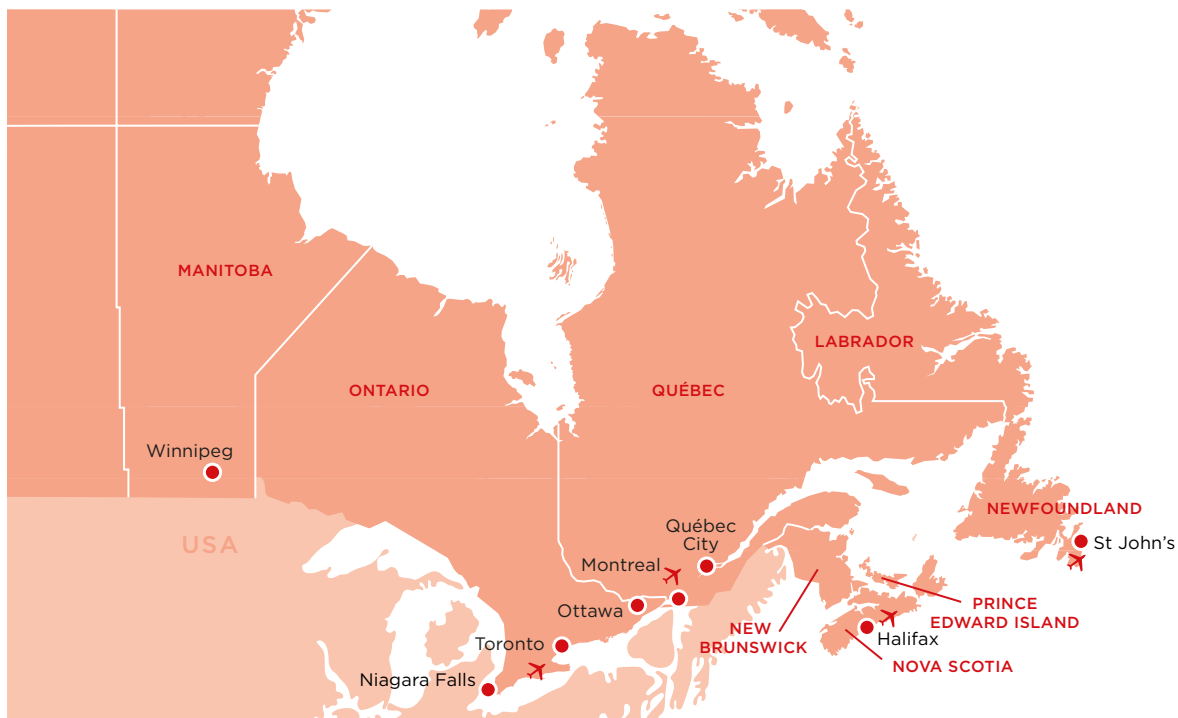 MANITOBA
ONTARIO
QUÉBEC
LABRADOR
Winnipeg
USA
NEWFOUNDLAND
St John's
Québec
City
Montreal
Ottawa
Toronto
Niagara Falls
NEW
BRUNSWICK
PRINCE
EDWARD ISLAND
Halifax
NOVA SCOTIA